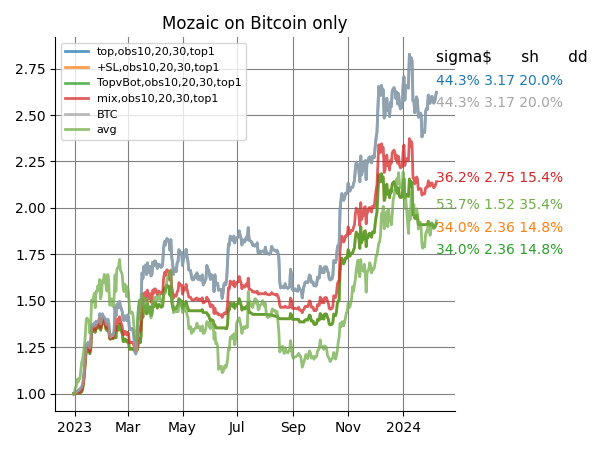 Mozaic on Bitcoin only
top,obs10,20,30,top1
+SL,obs10,20,30,top1
TopvBot,obs10,20,30,top1
mix,obs10,20,30,top1
BTC
avg
sigma$ sh dd
44.3% 3.17 20.0%
44.3% 3.17 20.0%
36.2% 2.75 15.4%
53.7% 1.52 35.4%
34.0% 2.36 14.8%
34.0% 2.36 14.8%
2.75
2.50
2.25
2.00
1.75
1.50
1.25
1.00
2023 Mar May Jul Sep Nov 2024